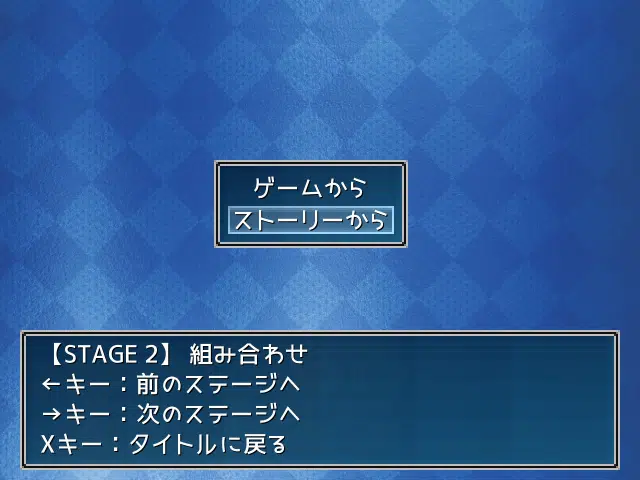 ゲームから
ストーリーから
【STAGE 2】 組み合わせ
←キー：前のステージへ
→キー：次のステージへ
Xキー：タイトルに戻る